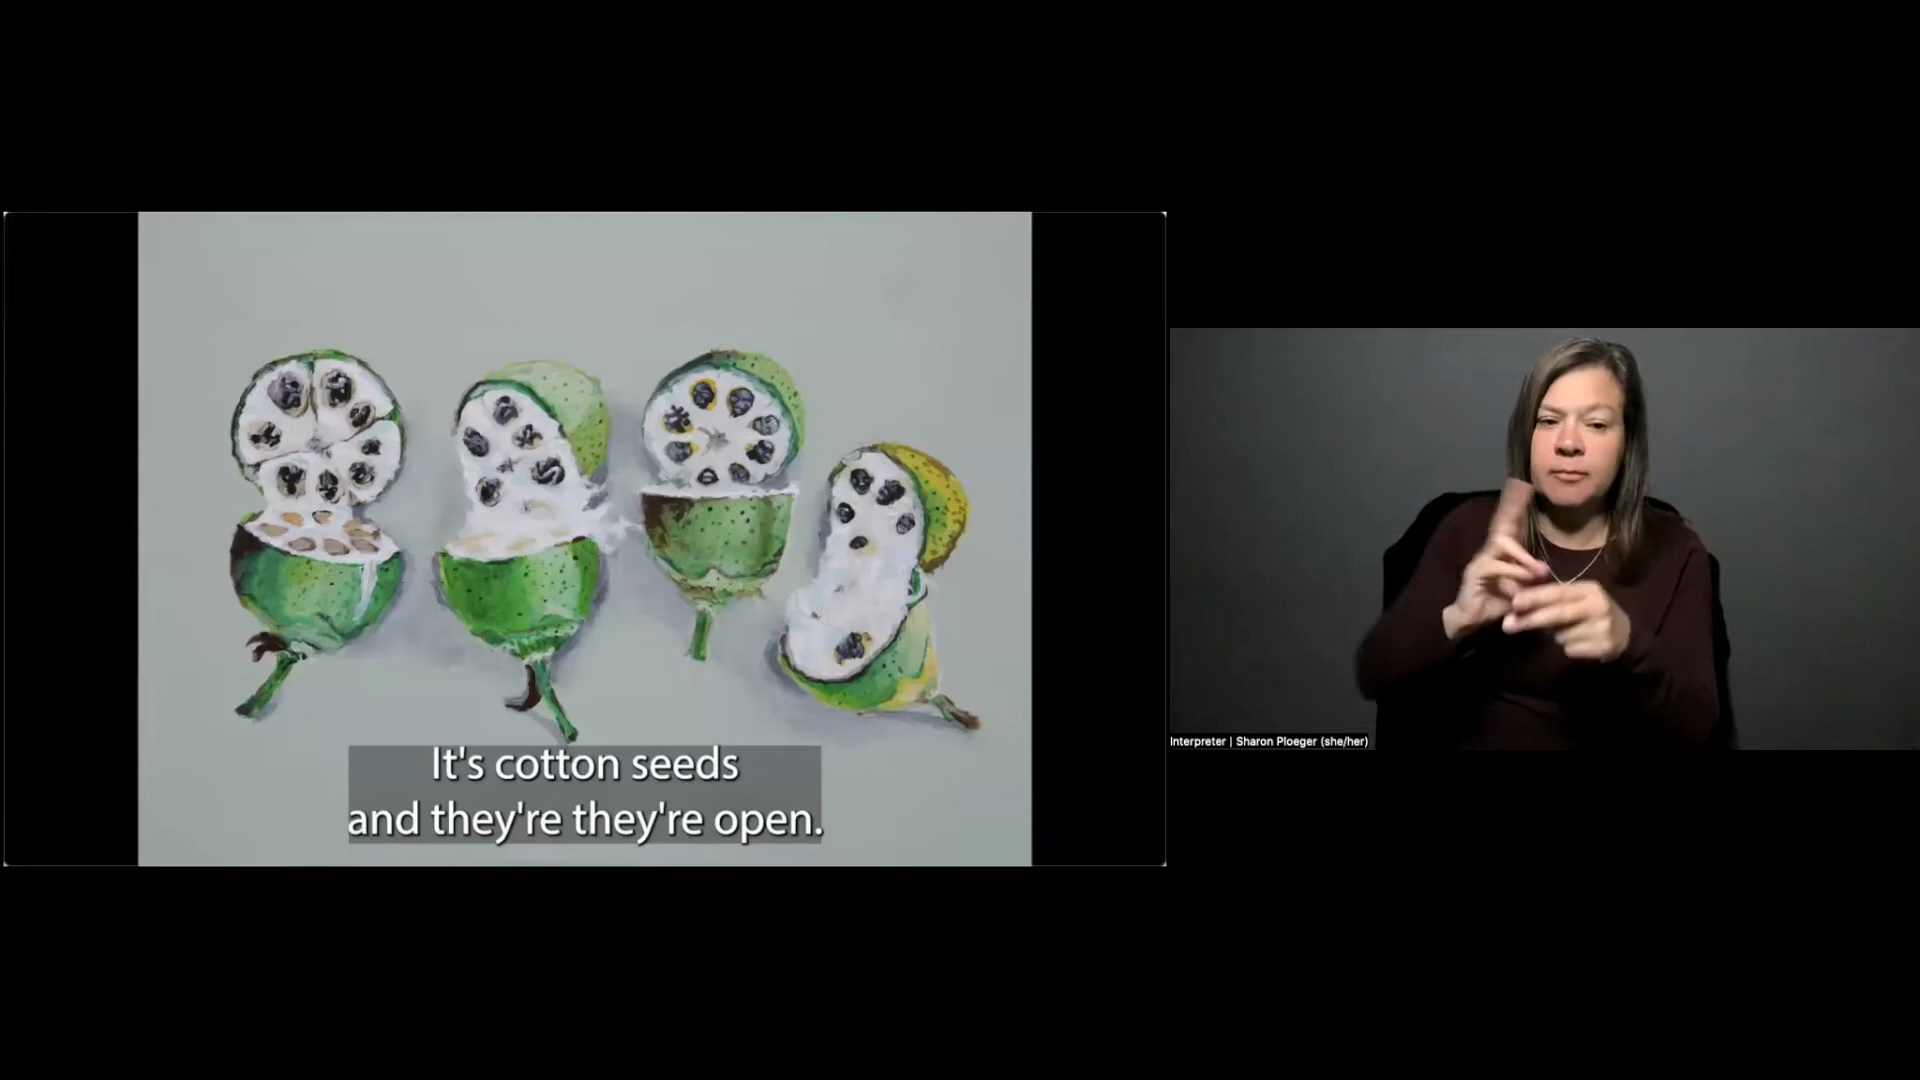 It's cotton seeds
and they're they're open.
Interpreter | Sharon Ploeger (she/her)